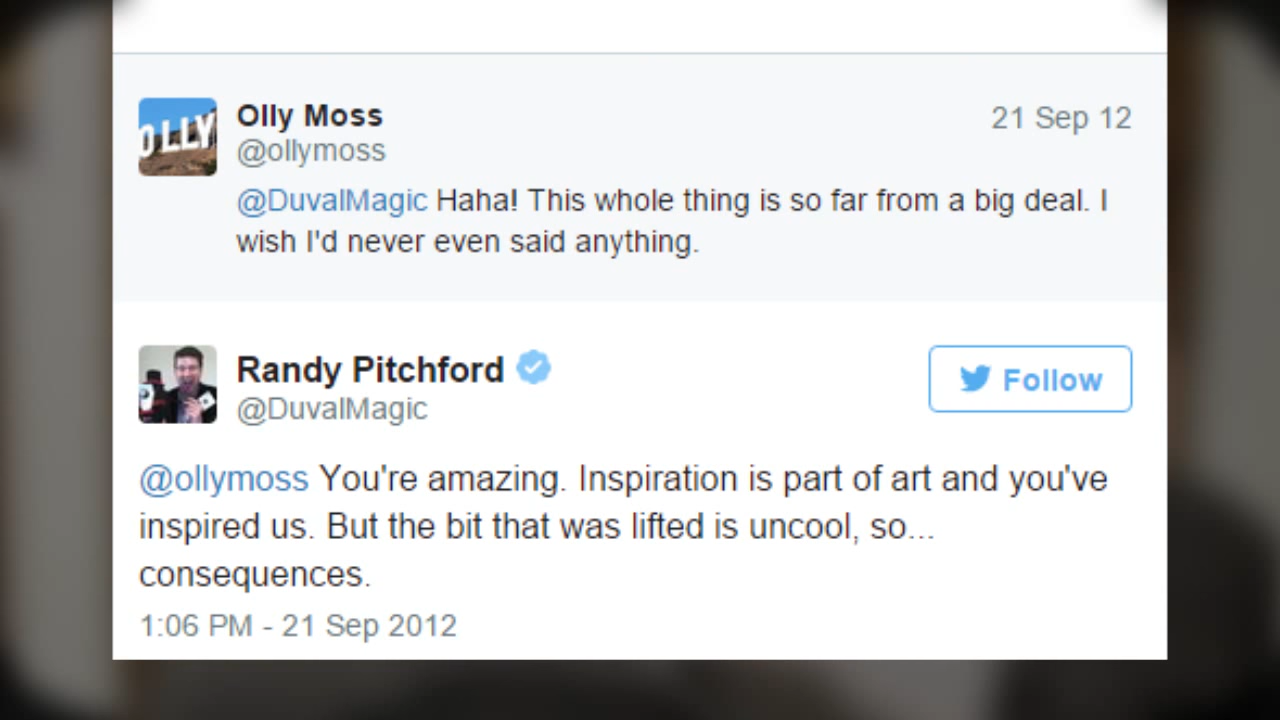 Olly Moss
21 Sep 12
@ollymoss
@DuvalMagic Haha! This whole thing is so far from a big deal. I
wish I'd never even said anything.
Randy Pitchford
Follow
@DuvalMagic
@ollymoss You're amazing. Inspiration is part of art and you've
inspired us. But the bit that was lifted is uncool, so...
consequences.
1:06 PM - 21 Sep 2012
OLLY